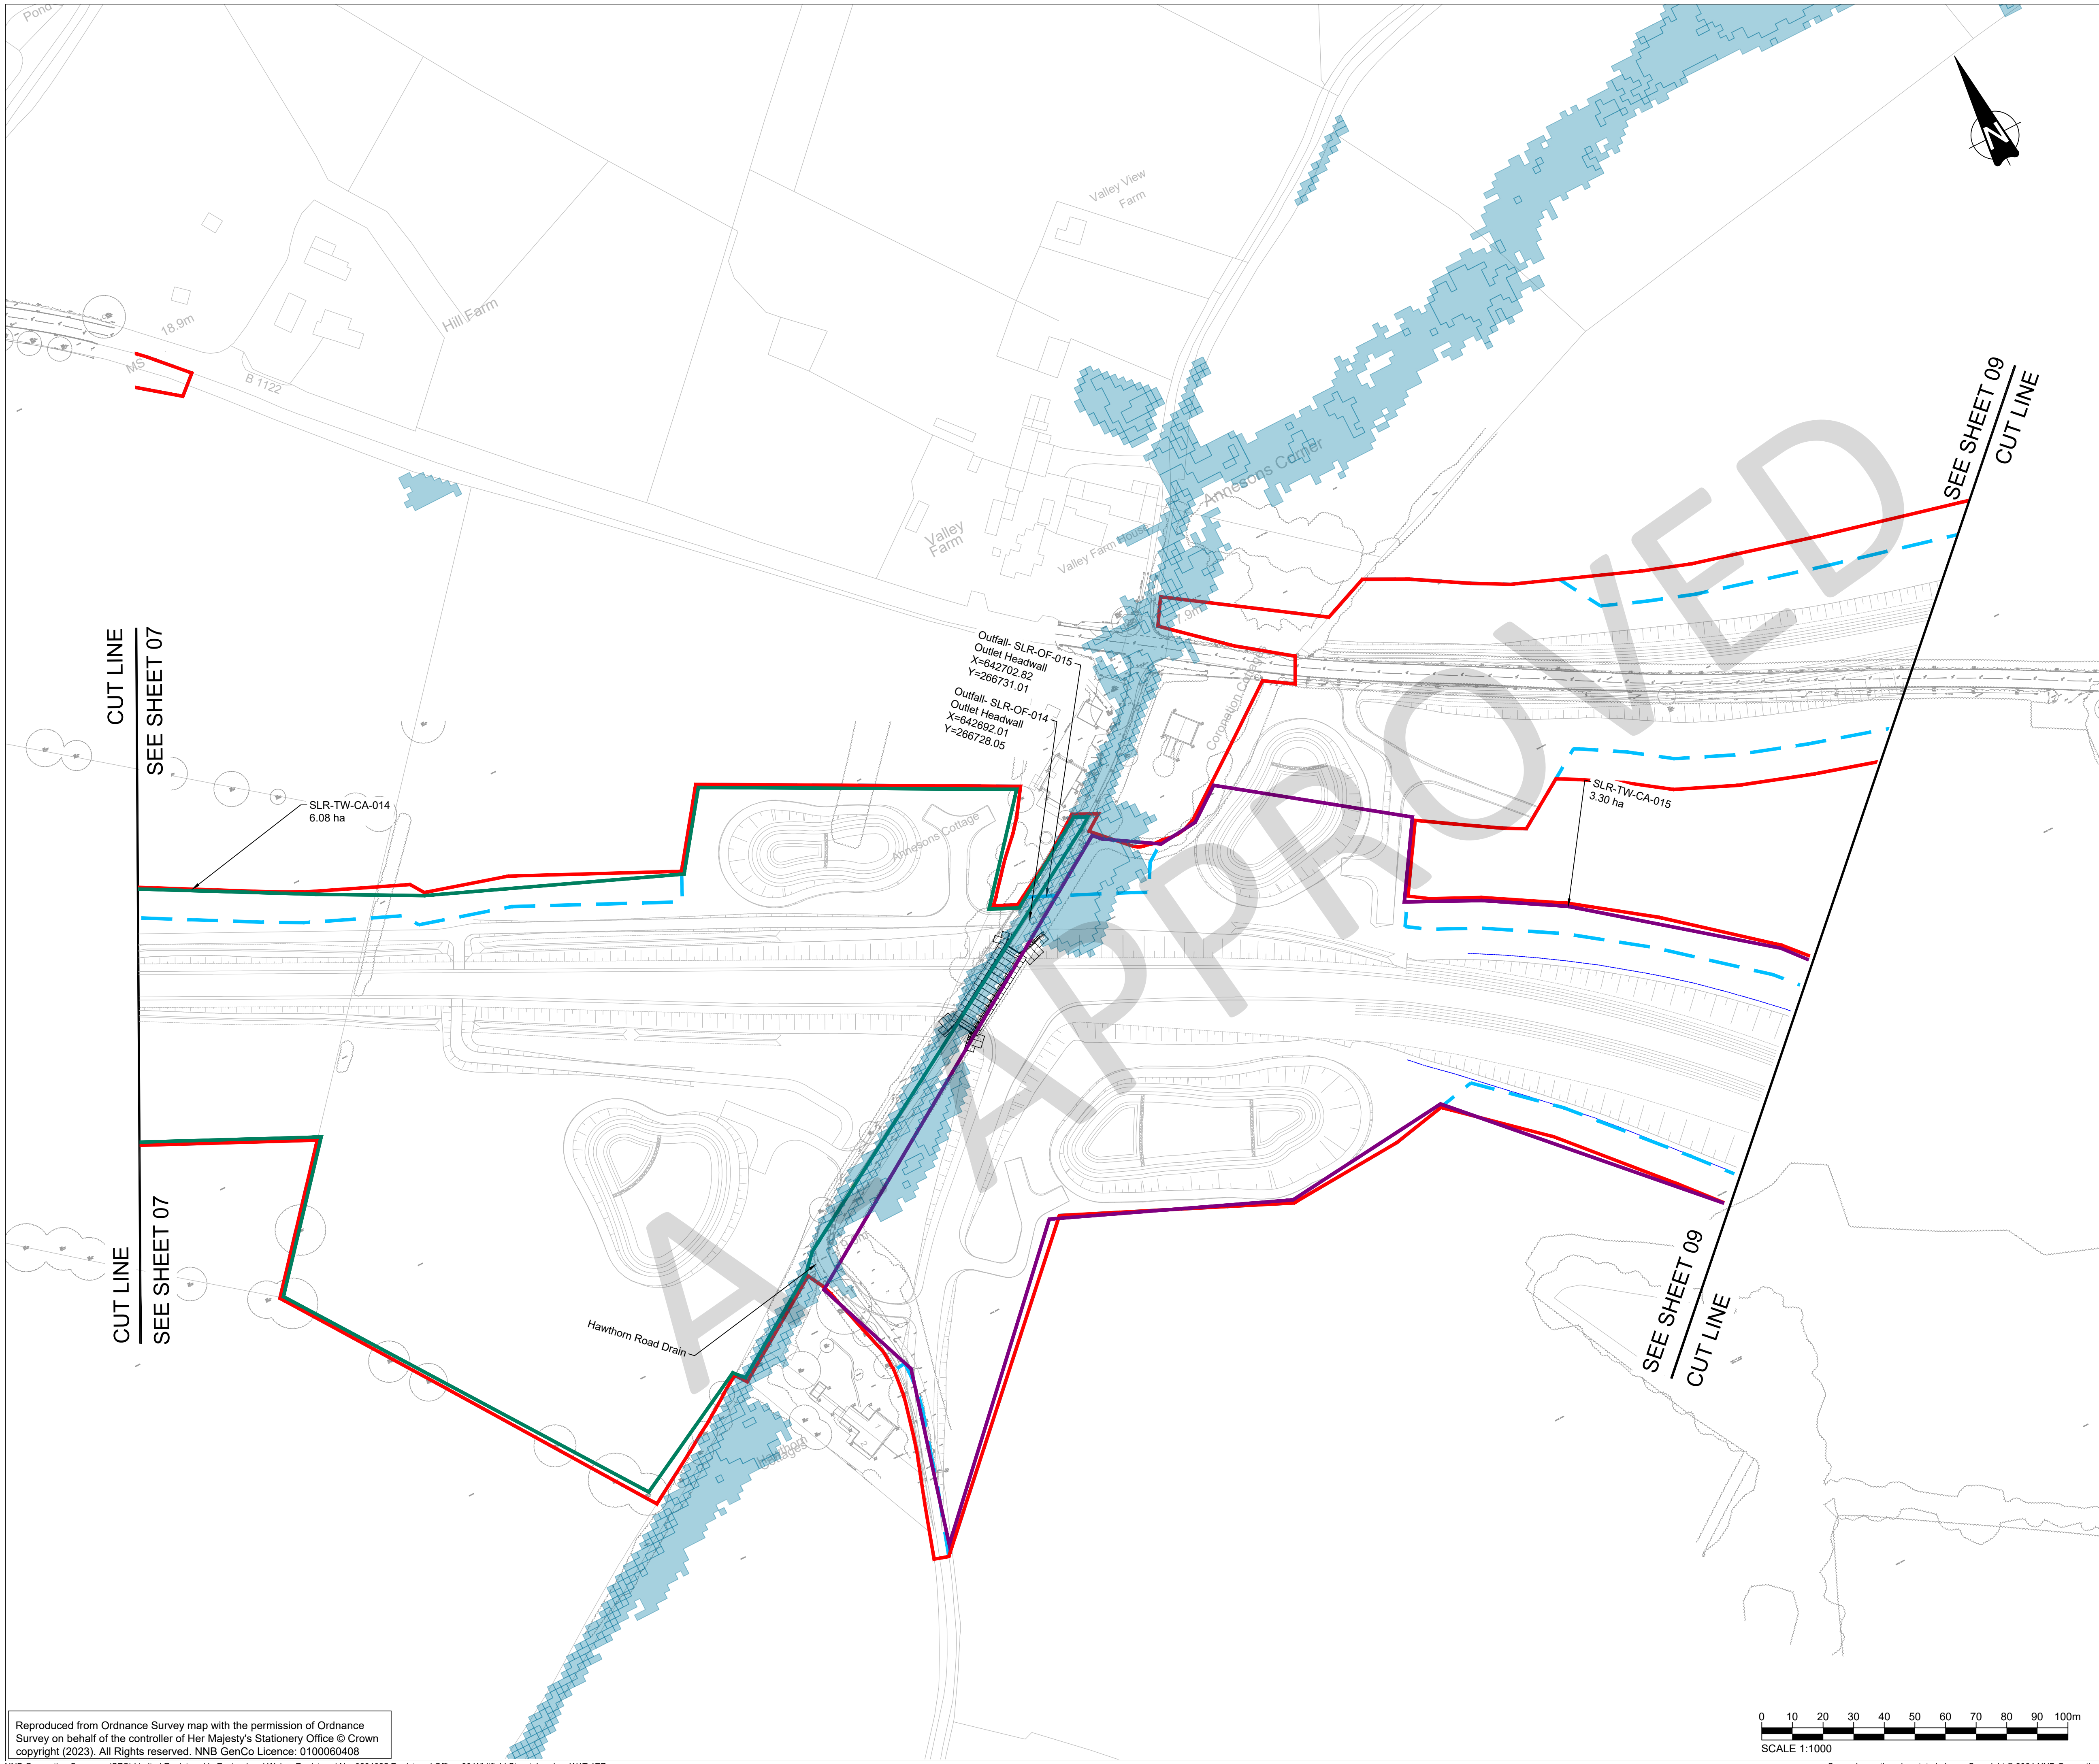 Pond
Valley View
Farm
Hill Farm
18.9m
MS
B 1122
Annesons Corner
Valley
Farm
Valley Farm House
7.9m
SEE SHEET 09
CUT LINE
CUT LINE
SEE SHEET 07
Outfall- SLR-OF-015
Outlet Headwall
X=642702.82
Y=266731.01
Outfall- SLR-OF-014
Outlet Headwall
X=642692.01
Y=266728.05
Coronation Cottages
SLR-TW-CA-014
6.08 ha
Annesons Cottage
SLR-TW-CA-015
3.30 ha
A - APPROVED
CUT LINE
SEE SHEET 07
Hawthorn Road Drain
Hawthorn
Cottages
SEE SHEET 09
CUT LINE
Reproduced from Ordnance Survey map with the permission of Ordnance
Survey on behalf of the controller of Her Majesty's Stationery Office © Crown
copyright (2023). All Rights reserved. NNB GenCo Licence: 0100060408
0 10 20 30 40 50 60 70 80 90 100m
SCALE 1:1000